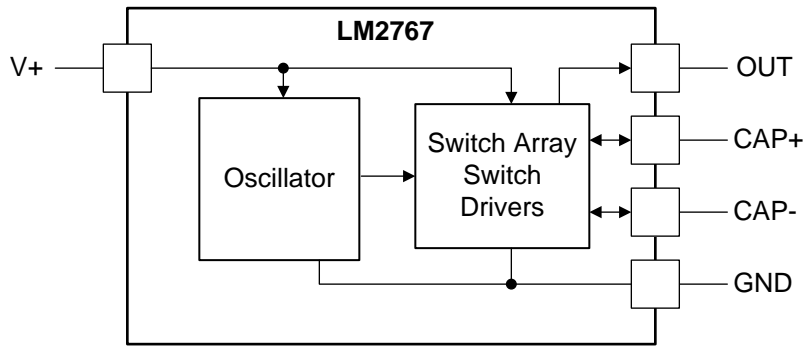 LM2767
V+
OUT
CAP+
CAP-
GND
Oscillator
Switch Array
Switch
Drivers